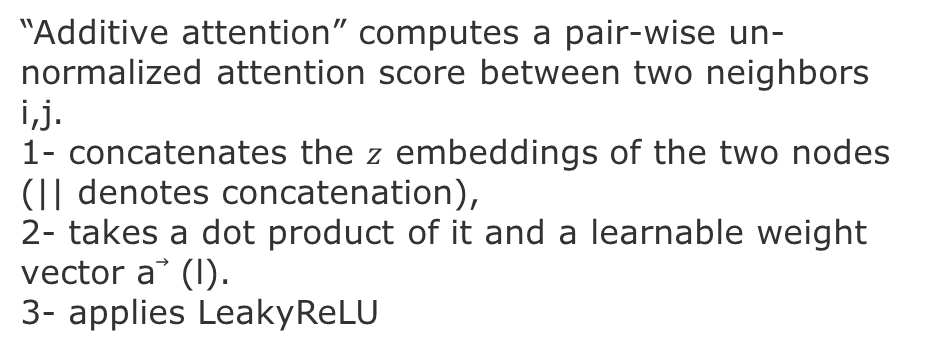 “Additive attention” computes a pair-wise un-
normalized attention score between two neighbors
i,j.
1- concatenates the z embeddings of the two nodes
(|| denotes concatenation),
2- takes a dot product of it and a learnable weight
vector a→ (l).
3- applies LeakyReLU